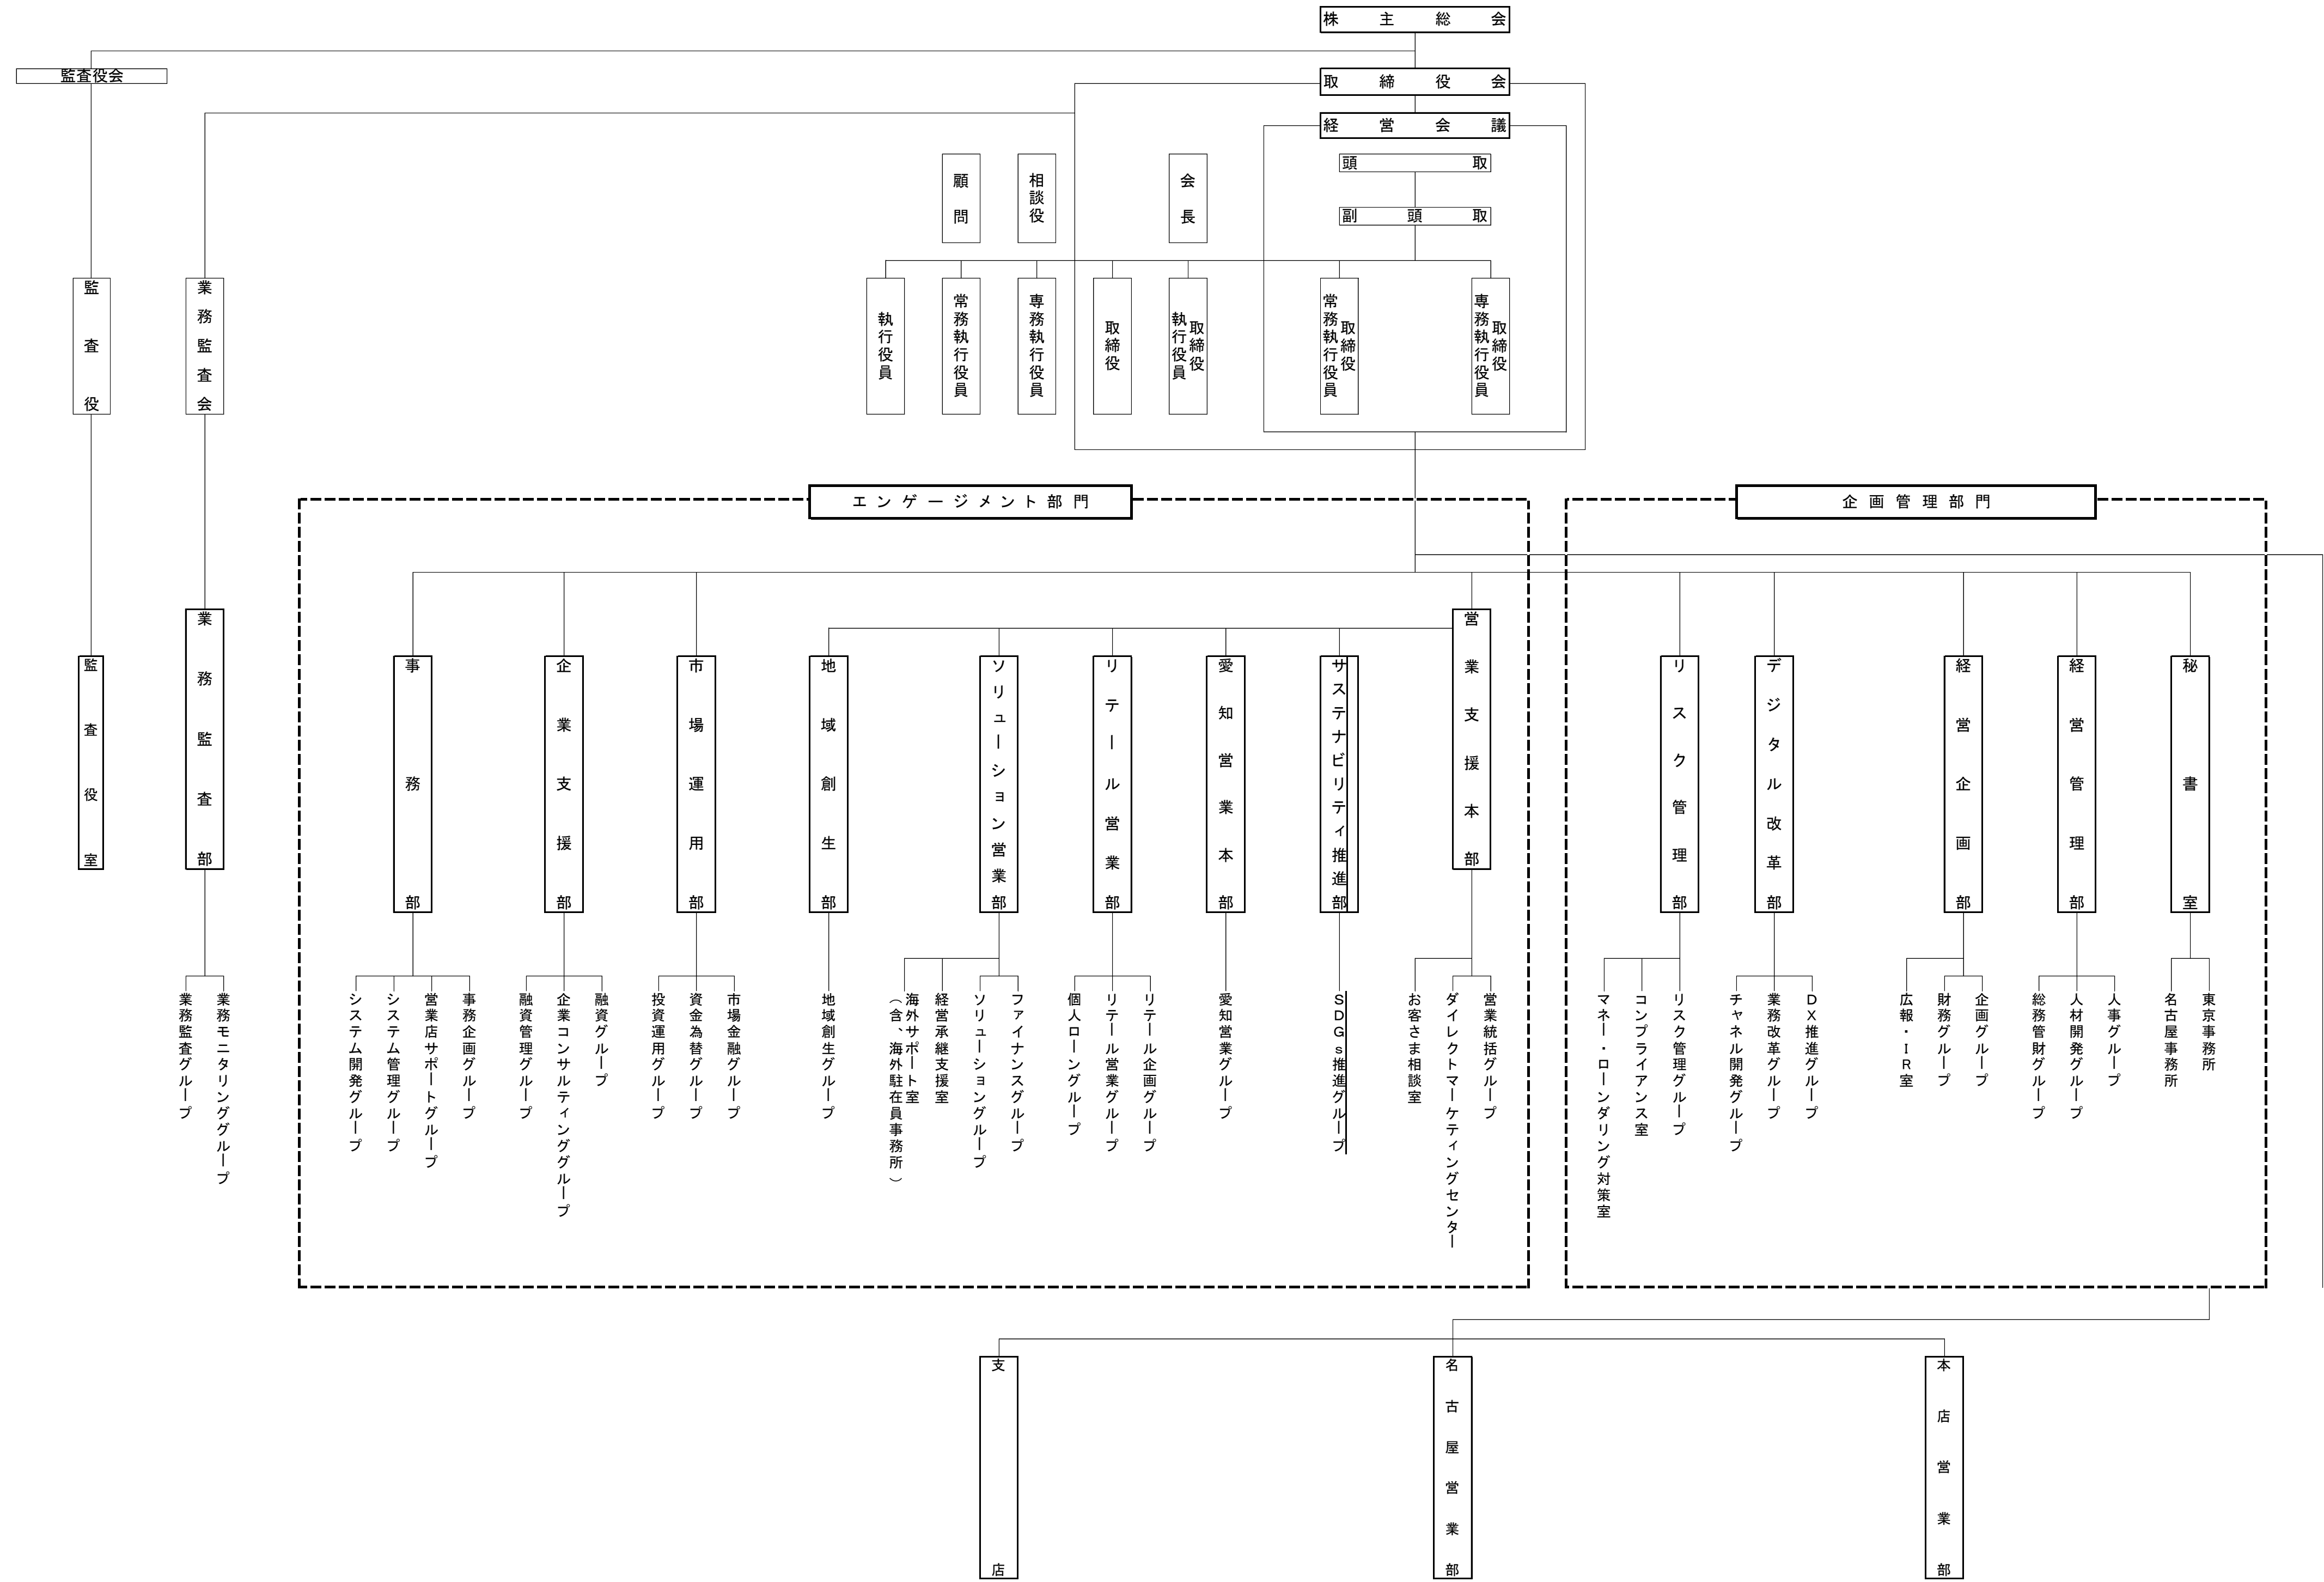 株主総会
監査役会
取締役会
経営会議
頭取
副頭取
会長
相談役
顧問
取締役
専務執行役員
取締役
常務執行役員
取締役
執行役員
取締役
専務執行役員
常務執行役員
執行役員
業務監査会
監査役
エンゲージメント部門
企画管理部門
秘書室
経営管理部
経営企画部
デジタル改革部
リスク管理部
営業支援本部
サステナビリティ推進部
愛知営業本部
リテール営業部
ソリューション営業部
地域創生部
市場運用部
企業支援部
事務部
業務監査部
監査役室
東京事務所
名古屋事務所
人事グループ
人材開発グループ
総務管財グループ
企画グループ
財務グループ
広報・IR室
DX推進グループ
業務改革グループ
チャネル開発グループ
リスク管理グループ
コンプライアンス室
マネー・ローンダリング対策室
営業統括グループ
ダイレクトマーケティングセンター
お客さま相談室
SDGs推進グループ
愛知営業グループ
リテール企画グループ
リテール営業グループ
個人ローングループ
ファイナンスグループ
ソリューショングループ
経営承継支援室
海外サポート室
（含、海外駐在員事務所）
地域創生グループ
市場金融グループ
資金為替グループ
投資運用グループ
融資グループ
企業コンサルティンググループ
融資管理グループ
事務企画グループ
営業店サポートグループ
システム管理グループ
システム開発グループ
業務モニタリンググループ
業務監査グループ
本店営業部
名古屋営業部
支店